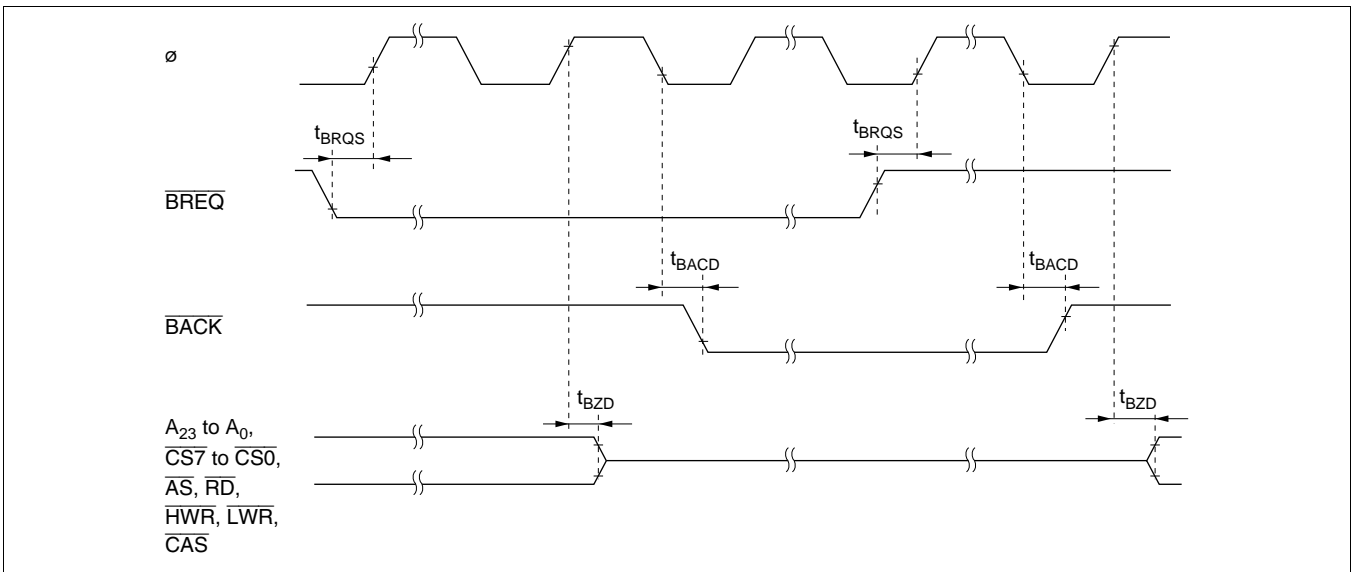 ø
tBRQS tBRQS
BREQ
tBACD tBACD
BACK
tBZD tBZD
A23 to A0,
CS7 to CS0,
AS, RD,
HWR, LWR,
CAS